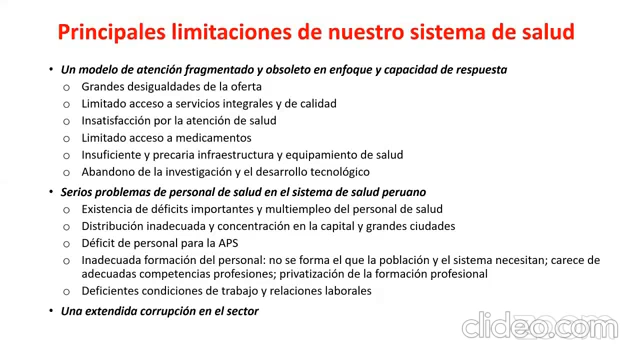 Principales limitaciones de nuestro sistema de salud
• Un modelo de atención fragmentado y obsoleto en enfoque y capacidad de respuesta
o Grandes desigualdades de la oferta
o Limitado acceso a servicios integrales y de calidad
o Insatisfacción por la atención de salud
o Limitado acceso a medicamentos
o Insuficiente y precaria infraestructura y equipamiento de salud
o Abandono de la investigación y el desarrollo tecnológico
• Serios problemas de personal de salud en el sistema de salud peruano
o Existencia de déficits importantes y multiempleo del personal de salud
o Distribución inadecuada y concentración en la capital y grandes ciudades
o Déficit de personal para la APS
o Inadecuada formación del personal: no se forma el que la población y el sistema necesitan; carece de
adecuadas competencias profesiones; privatización de la formación profesional
o Deficientes condiciones de trabajo y relaciones laborales
• Una extendida corrupción en el sector
zoom
clideo.com